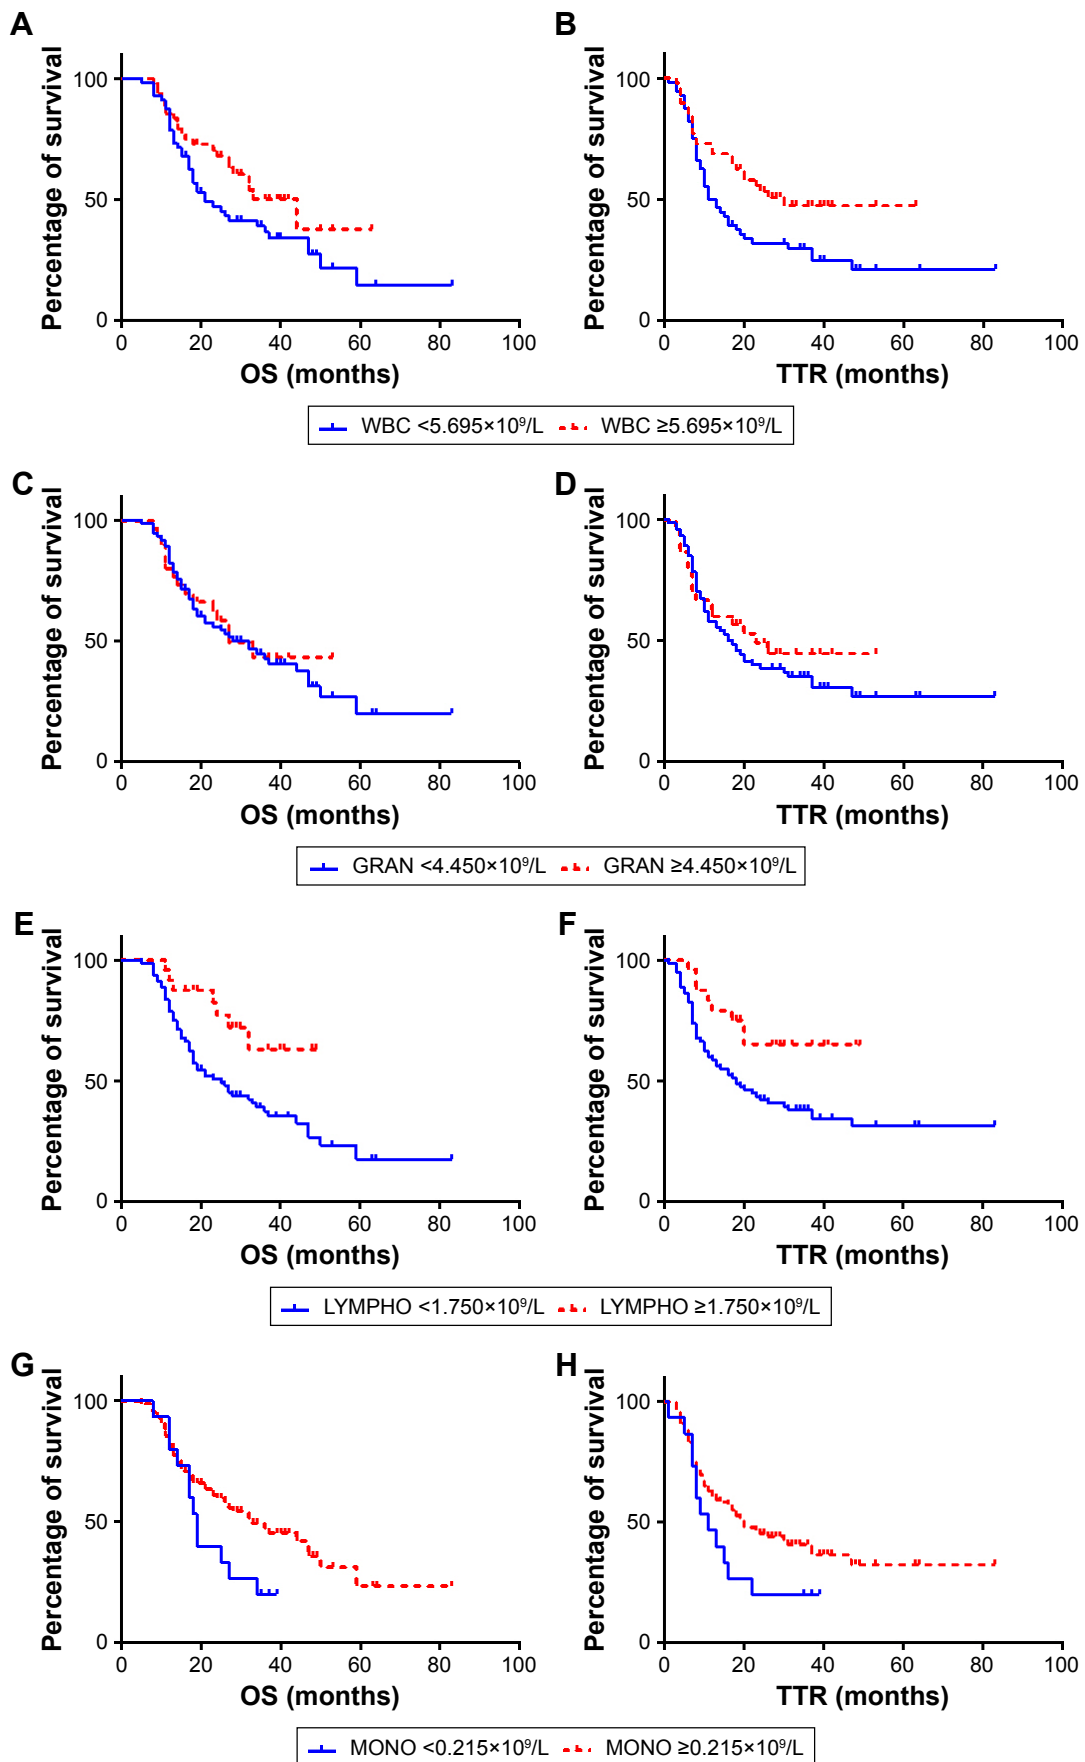 A
B
Percentage of survival
100
50
0
0 20 40 60 80 100
OS (months)
Percentage of survival
100
50
0
0 20 40 60 80 100
TTR (months)
WBC <5.695×10⁹/L WBC ≥5.695×10⁹/L
C
D
Percentage of survival
100
50
0
0 20 40 60 80 100
OS (months)
Percentage of survival
100
50
0
0 20 40 60 80 100
TTR (months)
GRAN <4.450×10⁹/L GRAN ≥4.450×10⁹/L
E
F
Percentage of survival
100
50
0
0 20 40 60 80 100
OS (months)
Percentage of survival
100
50
0
0 20 40 60 80 100
TTR (months)
LYMPHO <1.750×10⁹/L LYMPHO ≥1.750×10⁹/L
G
H
Percentage of survival
100
50
0
0 20 40 60 80 100
OS (months)
Percentage of survival
100
50
0
0 20 40 60 80 100
TTR (months)
MONO <0.215×10⁹/L MONO ≥0.215×10⁹/L